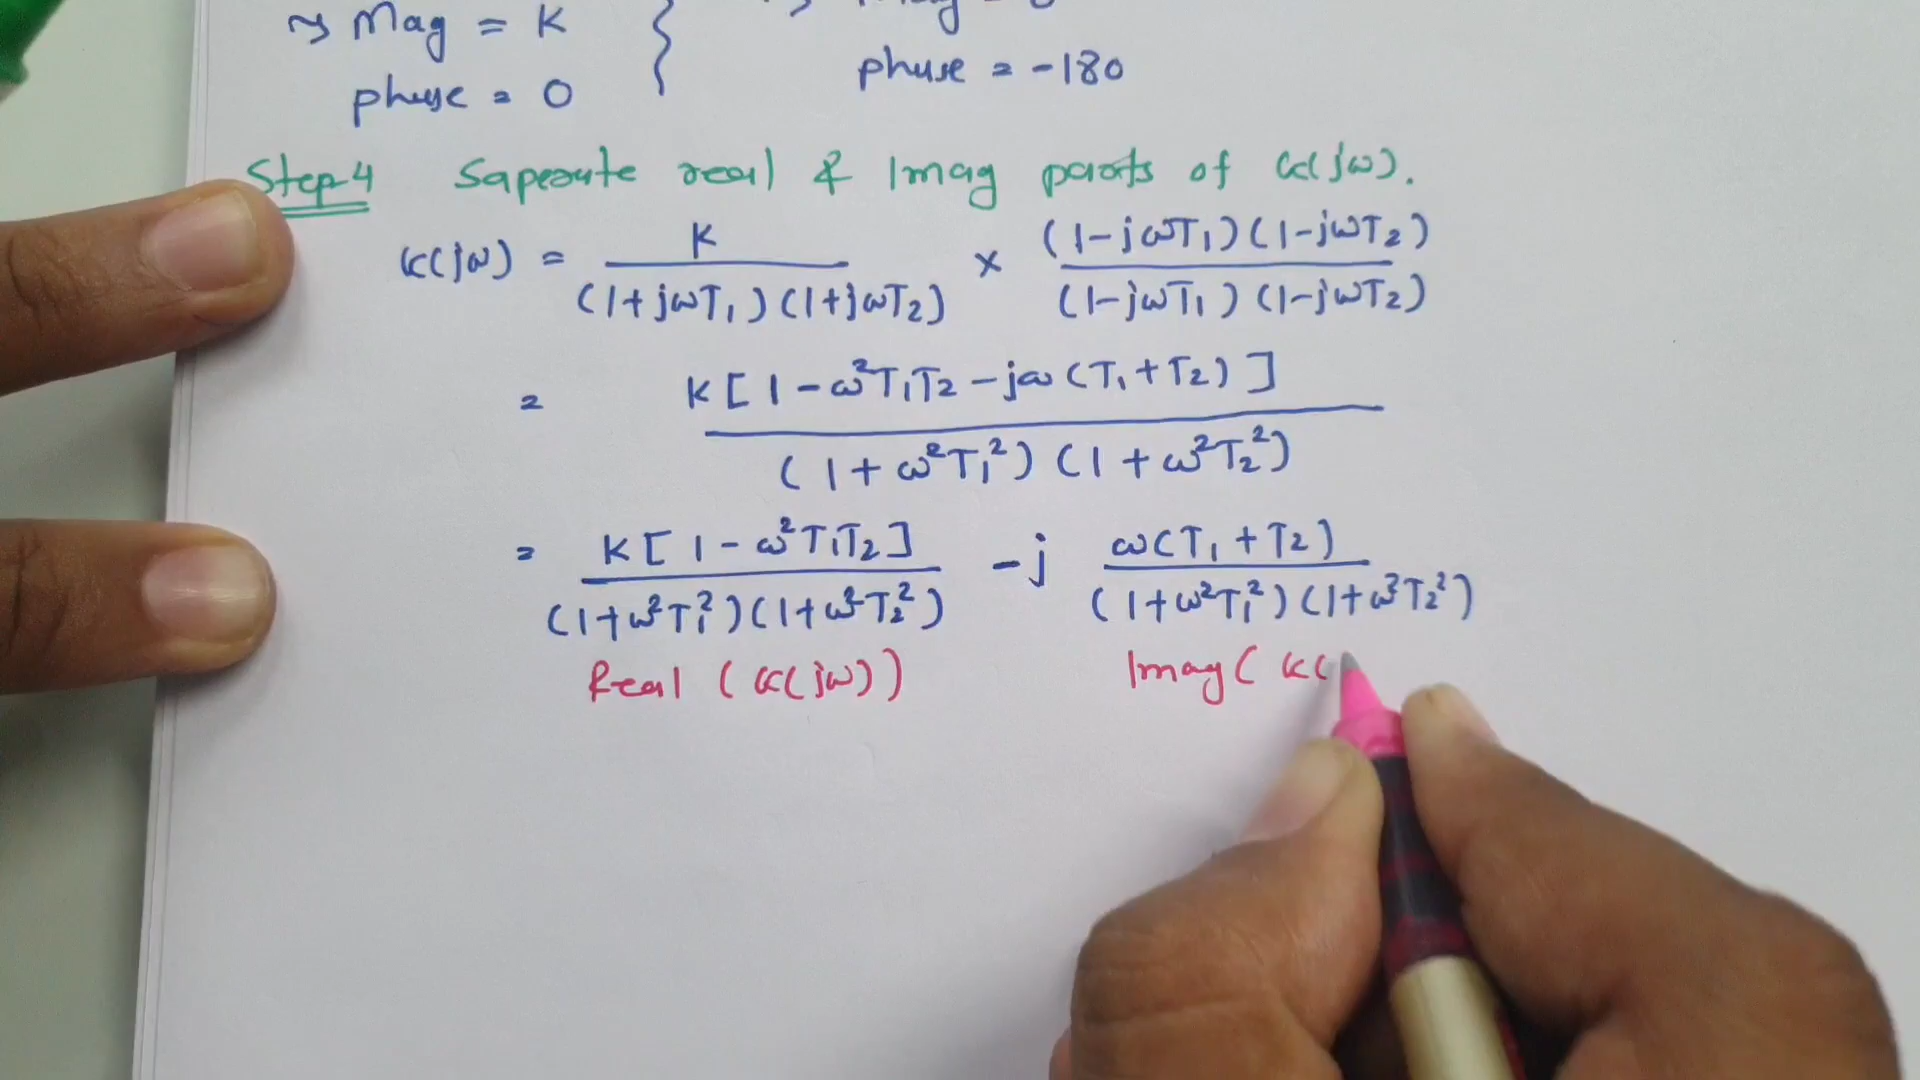 ⇝ Mag = K
phase = 0
phase = -180
Step-4 Saperate real & Imag parts of G(jω).
G(jω) = K / (1+jωT₁)(1+jωT₂) × (1-jωT₁)(1-jωT₂) / (1-jωT₁)(1-jωT₂)
= K[1-ω²T₁T₂-jω(T₁+T₂)] / (1+ω²T₁²)(1+ω²T₂²)
= K[1-ω²T₁T₂] / (1+ω²T₁²)(1+ω²T₂²) -j ω(T₁+T₂) / (1+ω²T₁²)(1+ω²T₂²)
Real (G(jω)) Imag( G(